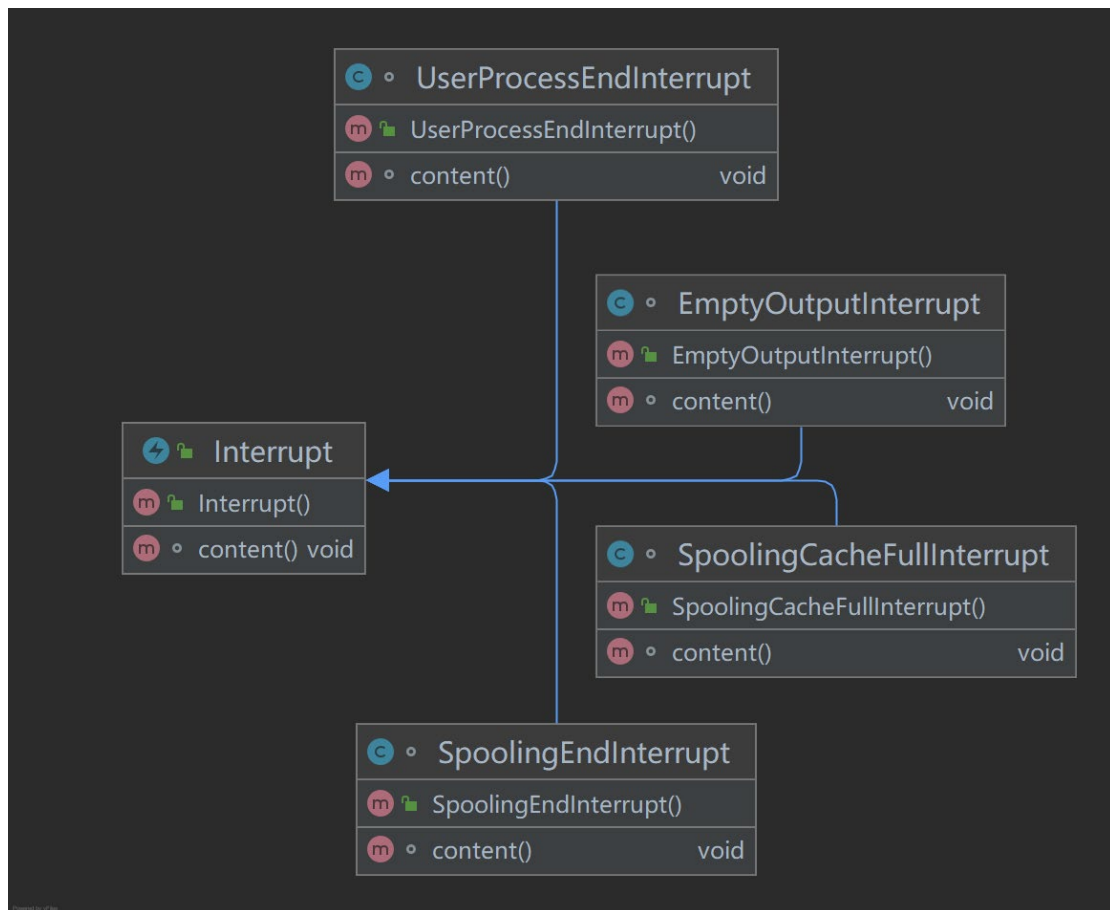 UserProcessEndInterrupt
UserProcessEndInterrupt()
content() void
EmptyOutputInterrupt
EmptyOutputInterrupt()
content() void
Interrupt
Interrupt()
content() void
SpoolingCacheFullInterrupt
SpoolingCacheFullInterrupt()
content() void
SpoolingEndInterrupt
SpoolingEndInterrupt()
content() void